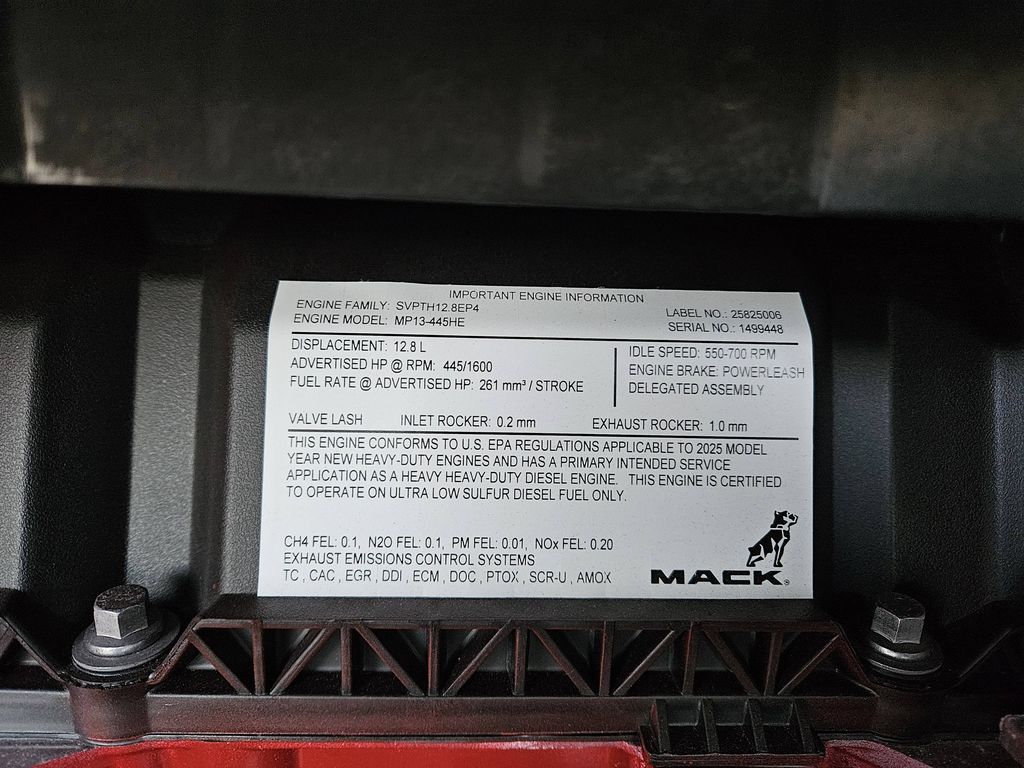 IMPORTANT ENGINE INFORMATION
ENGINE FAMILY: SVPTH12.8EP4
LABEL NO.: 25825006
ENGINE MODEL: MP13-445HE
SERIAL NO.: 1499448
DISPLACEMENT: 12.8 L
ADVERTISED HP @ RPM: 445/1600
FUEL RATE @ ADVERTISED HP: 261 mm³ / STROKE
IDLE SPEED: 550-700 RPM
ENGINE BRAKE: POWERLEASH
DELEGATED ASSEMBLY
VALVE LASH INLET ROCKER: 0.2 mm EXHAUST ROCKER: 1.0 mm
THIS ENGINE CONFORMS TO U.S. EPA REGULATIONS APPLICABLE TO 2025 MODEL
YEAR NEW HEAVY-DUTY ENGINES AND HAS A PRIMARY INTENDED SERVICE
APPLICATION AS A HEAVY HEAVY-DUTY DIESEL ENGINE. THIS ENGINE IS CERTIFIED
TO OPERATE ON ULTRA LOW SULFUR DIESEL FUEL ONLY.
CH4 FEL: 0.1, N2O FEL: 0.1, PM FEL: 0.01, NOx FEL: 0.20
EXHAUST EMISSIONS CONTROL SYSTEMS
TC , CAC , EGR , DDI , ECM , DOC , PTOX , SCR-U , AMOX
MACK